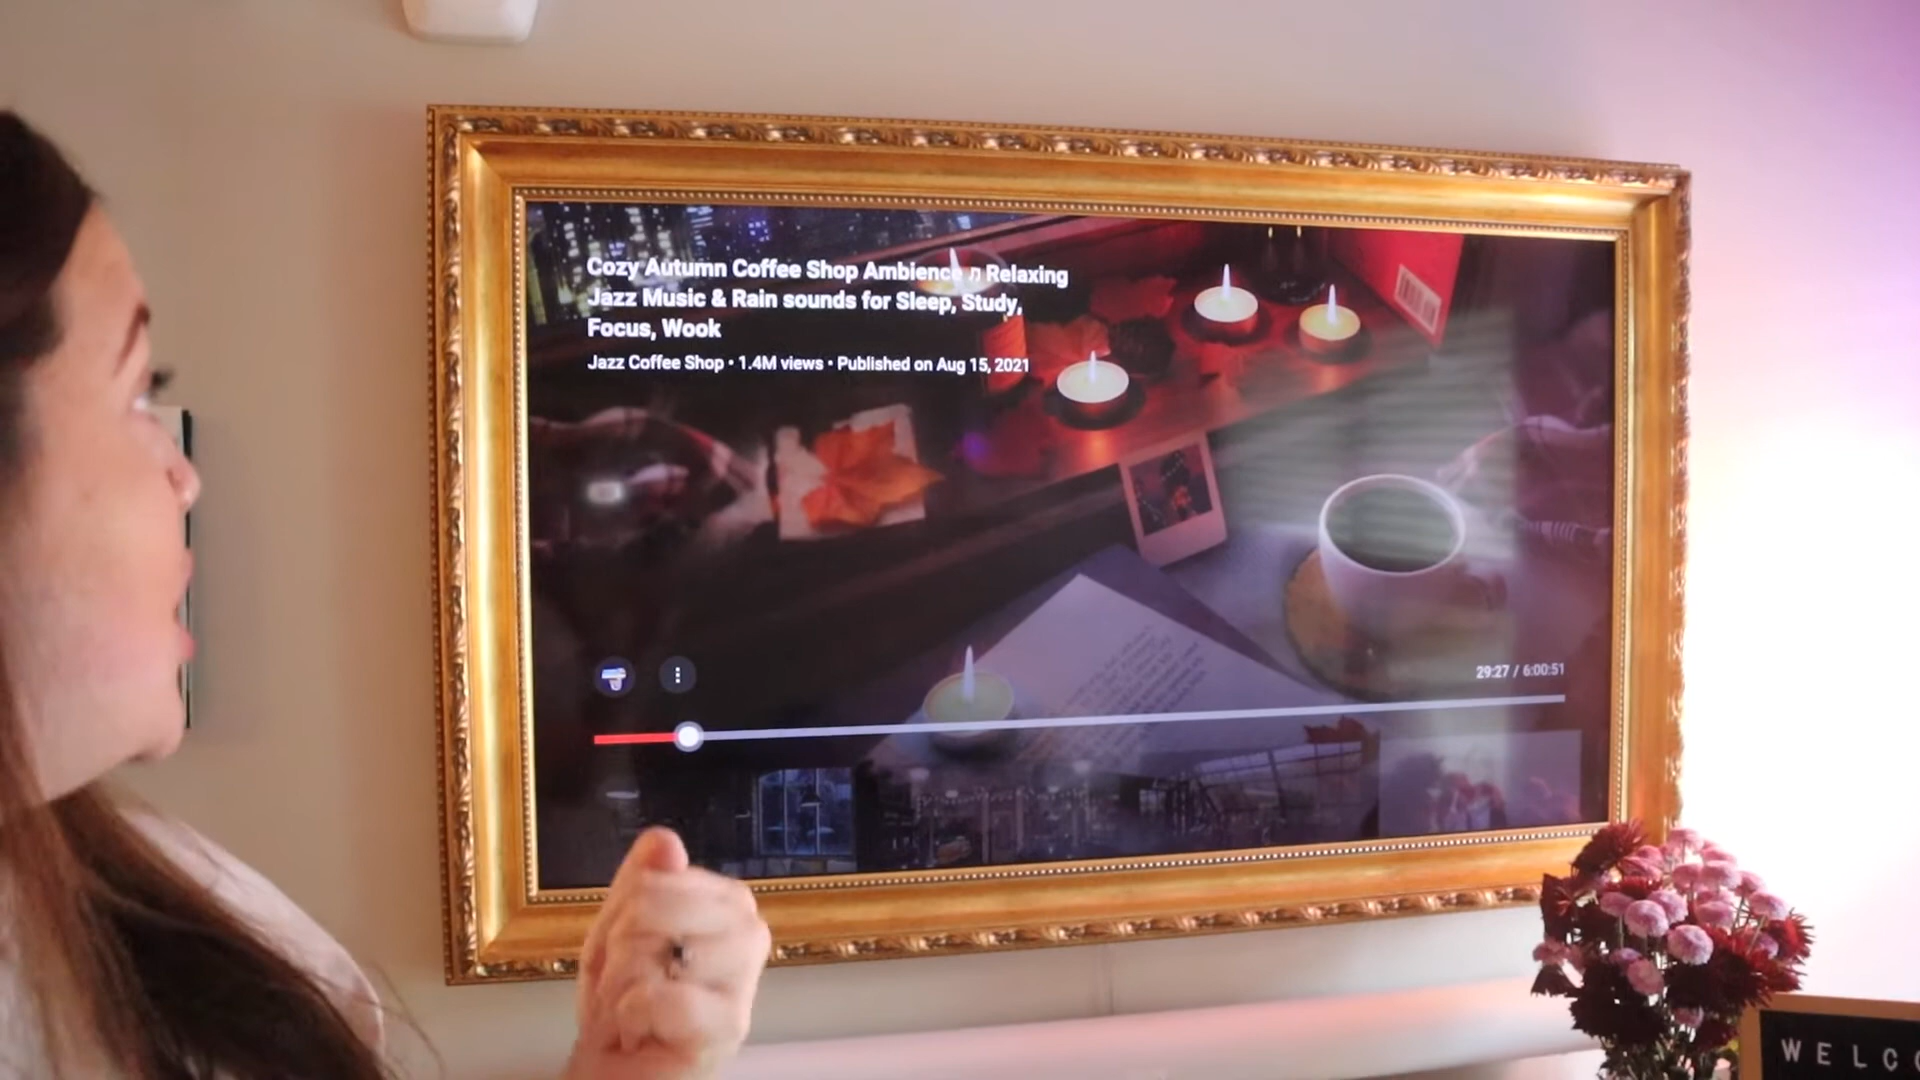 Cozy Autumn Coffee Shop Ambience ♫ Relaxing
Jazz Music & Rain sounds for Sleep, Study,
Focus, Wook
Jazz Coffee Shop • 1.4M views • Published on Aug 15, 2021
29:27 / 6:00:51
WELCO